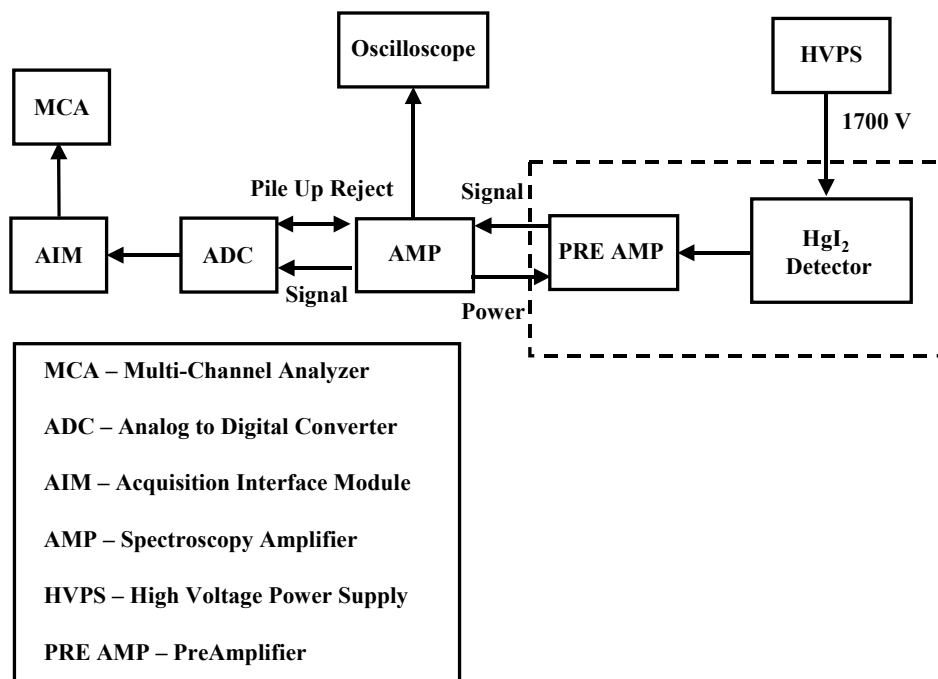 Oscilloscope
HVPS
MCA
1700 V
Pile Up Reject
Signal
HgI₂
Detector
AIM
ADC
AMP
PRE AMP
Signal
Power
MCA – Multi-Channel Analyzer
ADC – Analog to Digital Converter
AIM – Acquisition Interface Module
AMP – Spectroscopy Amplifier
HVPS – High Voltage Power Supply
PRE AMP – PreAmplifier